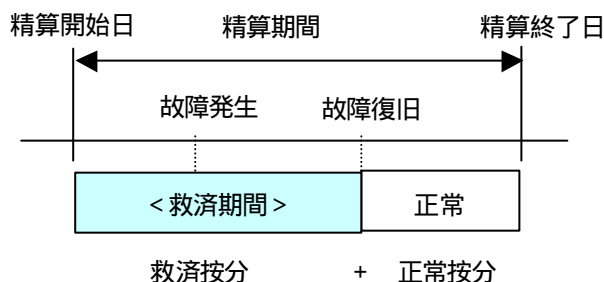 精算開始日 精算期間 精算終了日
故障発生 故障復旧
<救済期間> 正常
救済按分 + 正常按分